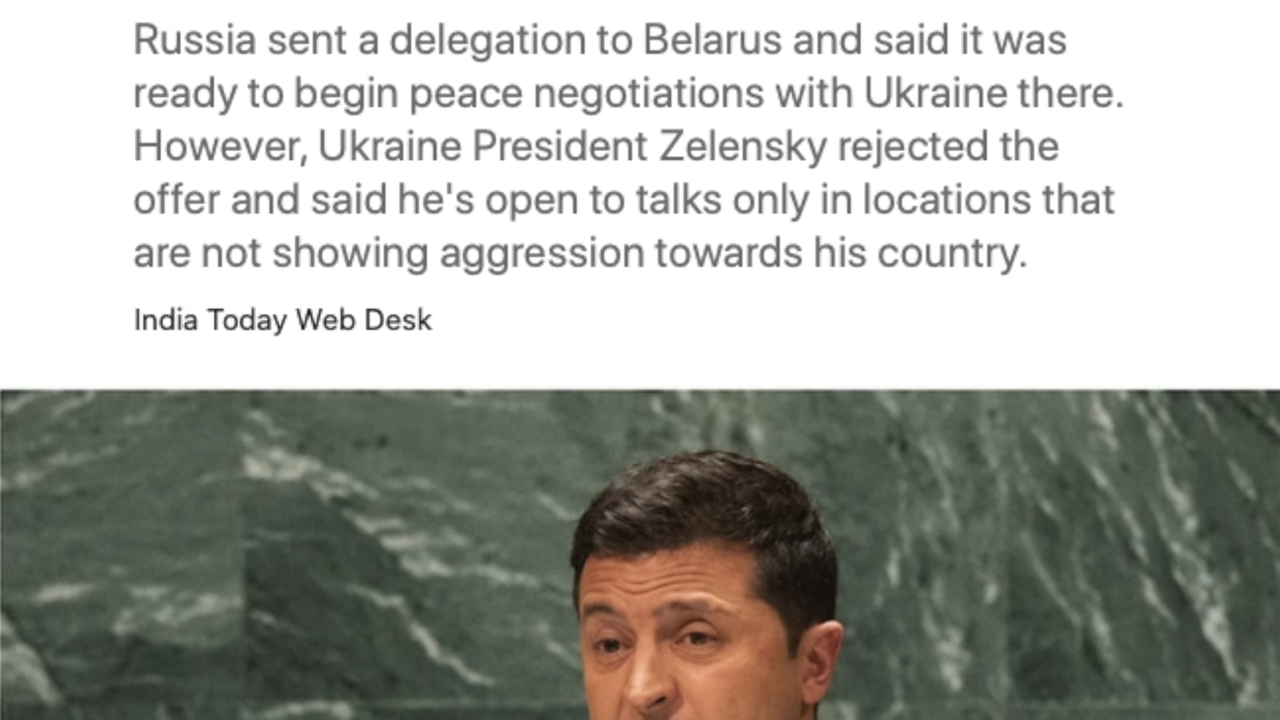 Russia sent a delegation to Belarus and said it was
ready to begin peace negotiations with Ukraine there.
However, Ukraine President Zelensky rejected the
offer and said he's open to talks only in locations that
are not showing aggression towards his country.
India Today Web Desk